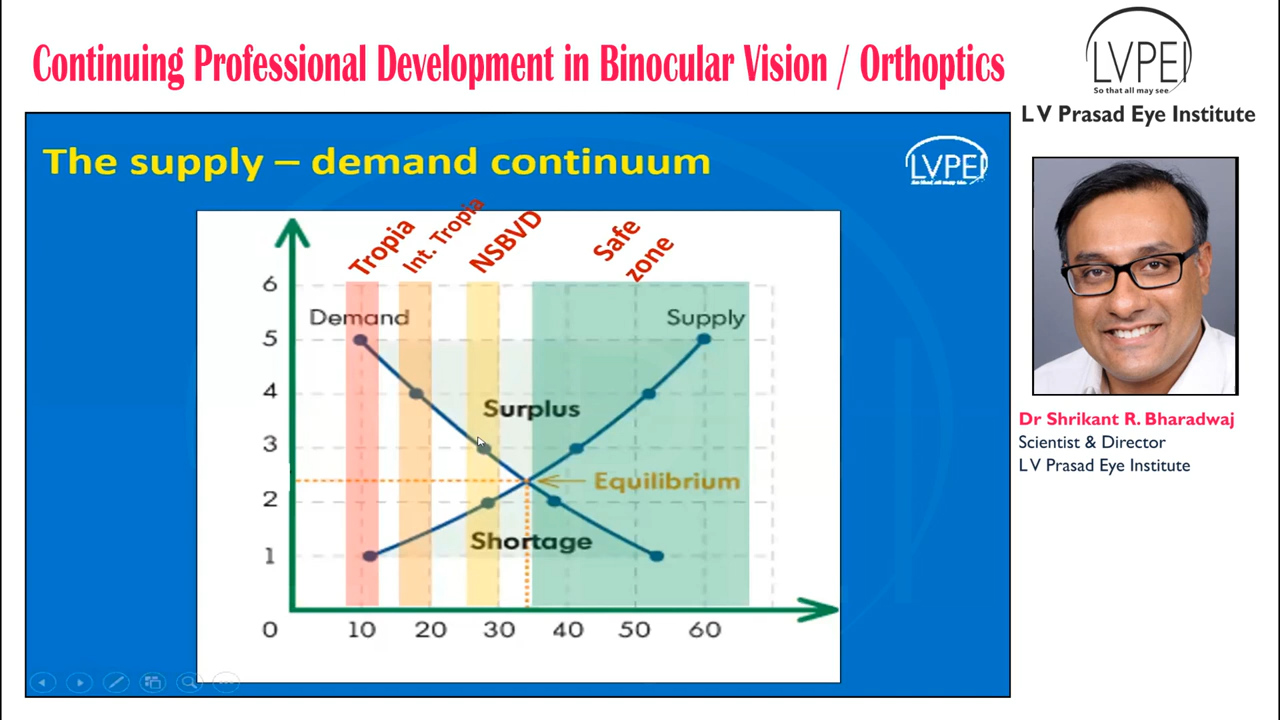 Continuing Professional Development in Binocular Vision / Orthoptics
LVPEI
So that all may see
L V Prasad Eye Institute
The supply – demand continuum
LVPEI
Tropia
Int. Tropia
NSBVD
Safe
zone
6
Demand
Supply
5
4
Surplus
3
Equilibrium
2
Shortage
1
0
10
20
30
40
50
60
Dr Shrikant R. Bharadwaj
Scientist & Director
L V Prasad Eye Institute